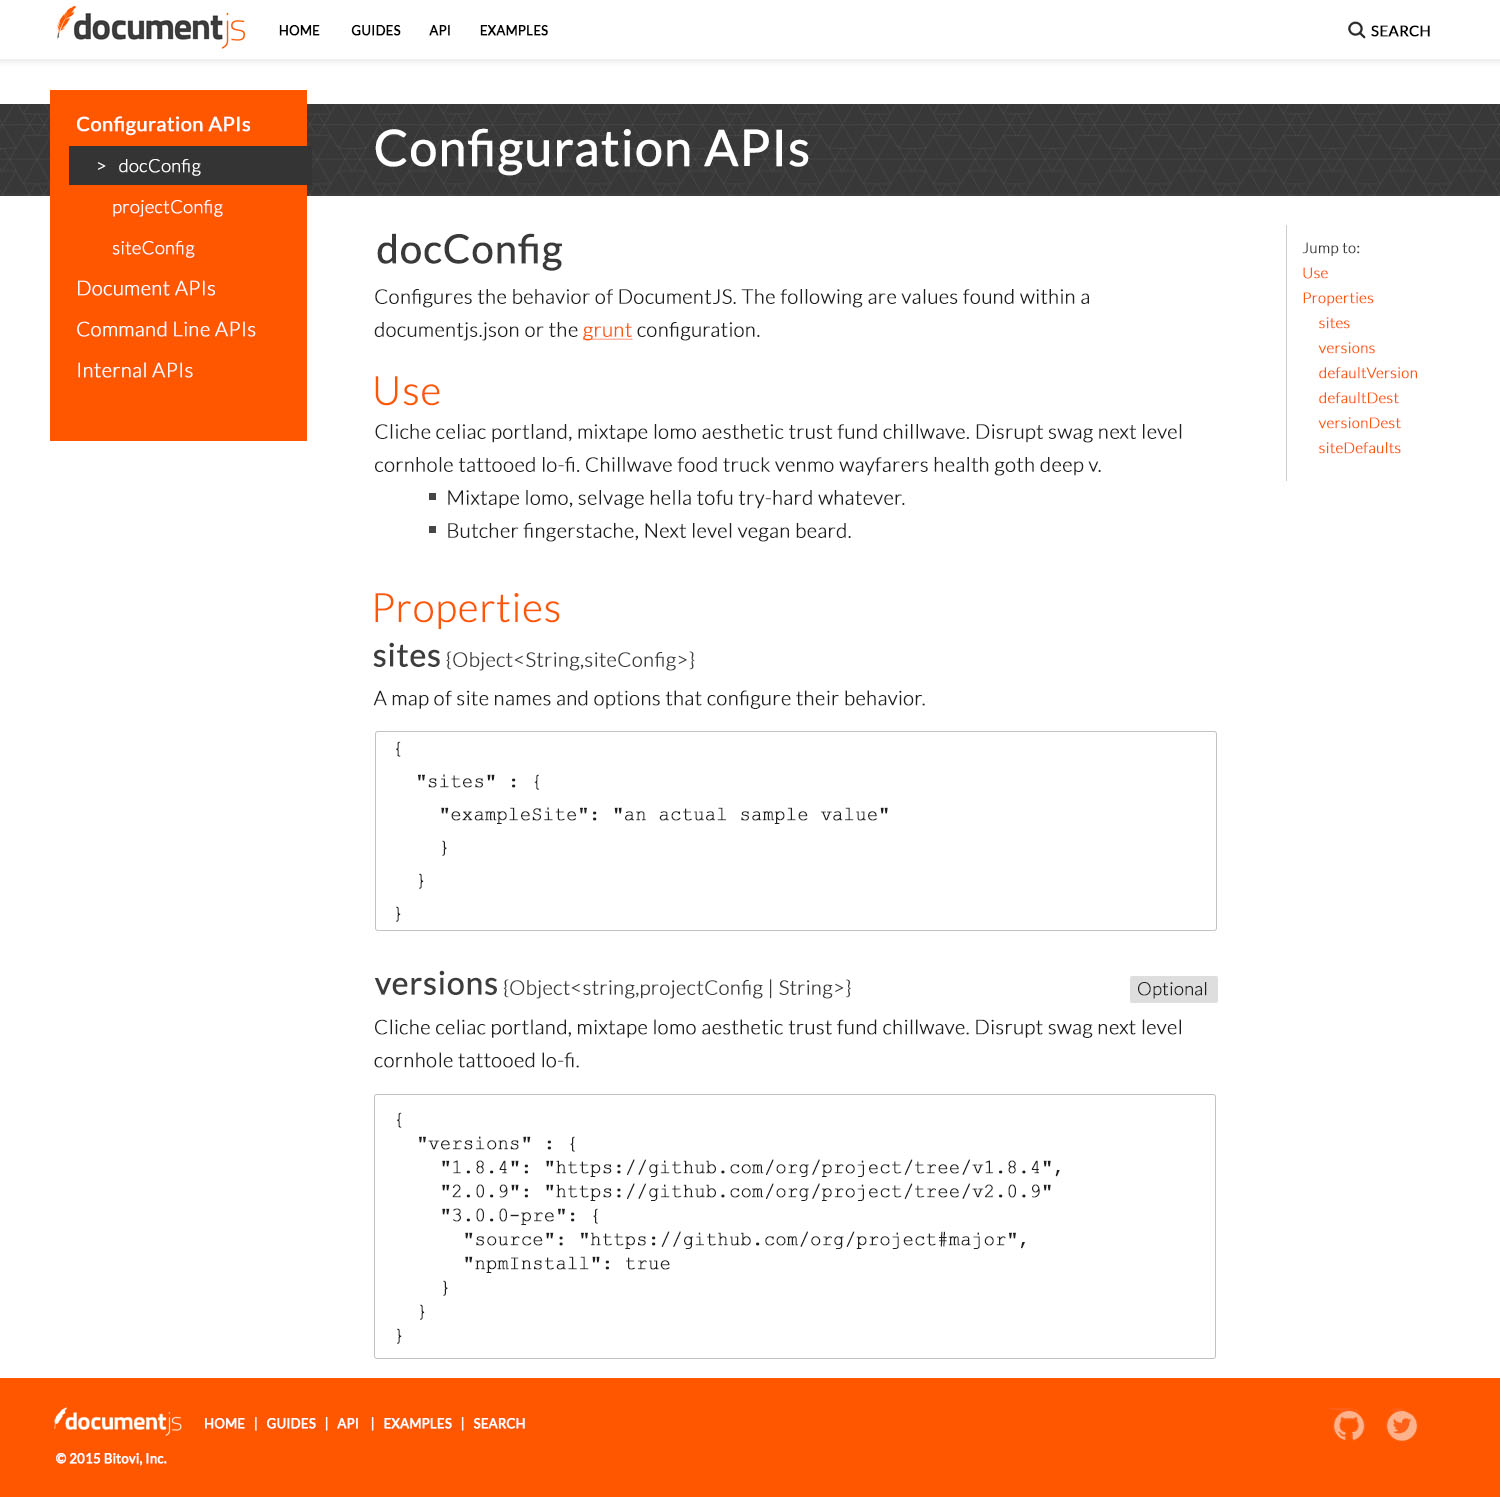 documentjs
HOME GUIDES API EXAMPLES
SEARCH
Configuration APIs
> docConfig
projectConfig
siteConfig
Document APIs
Command Line APIs
Internal APIs
Configuration APIs
docConfig
Configures the behavior of DocumentJS. The following are values found within a
documentjs.json or the grunt configuration.
Use
Cliche celiac portland, mixtape lomo aesthetic trust fund chillwave. Disrupt swag next level
cornhole tattooed lo-fi. Chillwave food truck venmo wayfarers health goth deep v.
▪ Mixtape lomo, selvage hella tofu try-hard whatever.
▪ Butcher fingerstache, Next level vegan beard.
Properties
sites {Object<String,siteConfig>}
A map of site names and options that configure their behavior.
{
  "sites" : {
    "exampleSite": "an actual sample value"
    }
  }
}
versions {Object<string,projectConfig | String>}
Optional
Cliche celiac portland, mixtape lomo aesthetic trust fund chillwave. Disrupt swag next level
cornhole tattooed lo-fi.
{
  "versions" : {
    "1.8.4": "https://github.com/org/project/tree/v1.8.4",
    "2.0.9": "https://github.com/org/project/tree/v2.0.9"
    "3.0.0-pre": {
      "source": "https://github.com/org/project#major",
      "npmInstall": true
    }
  }
}
Jump to:
Use
Properties
sites
versions
defaultVersion
defaultDest
versionDest
siteDefaults
documentjs
HOME | GUIDES | API | EXAMPLES | SEARCH
© 2015 Bitovi, Inc.